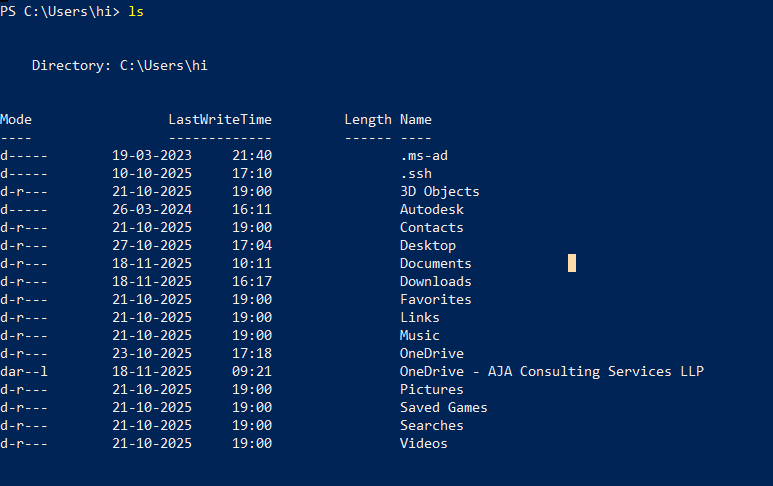 PS C:\Users\hi> ls
Directory: C:\Users\hi
Mode                 LastWriteTime         Length Name
----                 -------------         ------ ----
d-----        19-03-2023     21:40                .ms-ad
d-----        10-10-2025     17:10                .ssh
d-r---        21-10-2025     19:00                3D Objects
d-----        26-03-2024     16:11                Autodesk
d-r---        21-10-2025     19:00                Contacts
d-r---        27-10-2025     17:04                Desktop
d-r---        18-11-2025     10:11                Documents
d-r---        18-11-2025     16:17                Downloads
d-r---        21-10-2025     19:00                Favorites
d-r---        21-10-2025     19:00                Links
d-r---        21-10-2025     19:00                Music
d-r---        23-10-2025     17:18                OneDrive
dar--l        18-11-2025     09:21                OneDrive - AJA Consulting Services LLP
d-r---        21-10-2025     19:00                Pictures
d-r---        21-10-2025     19:00                Saved Games
d-r---        21-10-2025     19:00                Searches
d-r---        21-10-2025     19:00                Videos